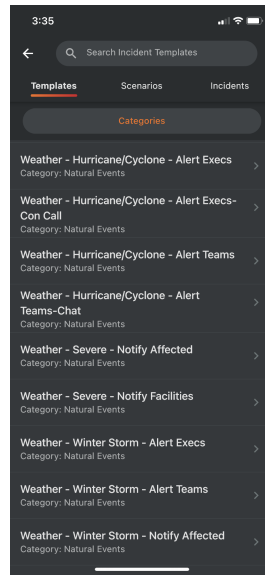 3:35
Search Incident Templates
Templates Scenarios Incidents
Categories
Weather - Hurricane/Cyclone - Alert Execs
Category: Natural Events
Weather - Hurricane/Cyclone - Alert Execs-
Con Call
Category: Natural Events
Weather - Hurricane/Cyclone - Alert Teams
Category: Natural Events
Weather - Hurricane/Cyclone - Alert
Teams-Chat
Category: Natural Events
Weather - Severe - Notify Affected
Category: Natural Events
Weather - Severe - Notify Facilities
Category: Natural Events
Weather - Winter Storm - Alert Execs
Category: Natural Events
Weather - Winter Storm - Alert Teams
Category: Natural Events
Weather - Winter Storm - Notify Affected
Category: Natural Events